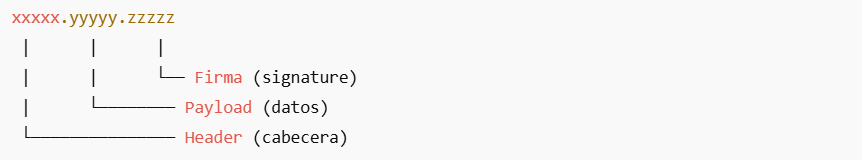 xxxxx.yyyyy.zzzzz
Firma (signature)
Payload (datos)
Header (cabecera)